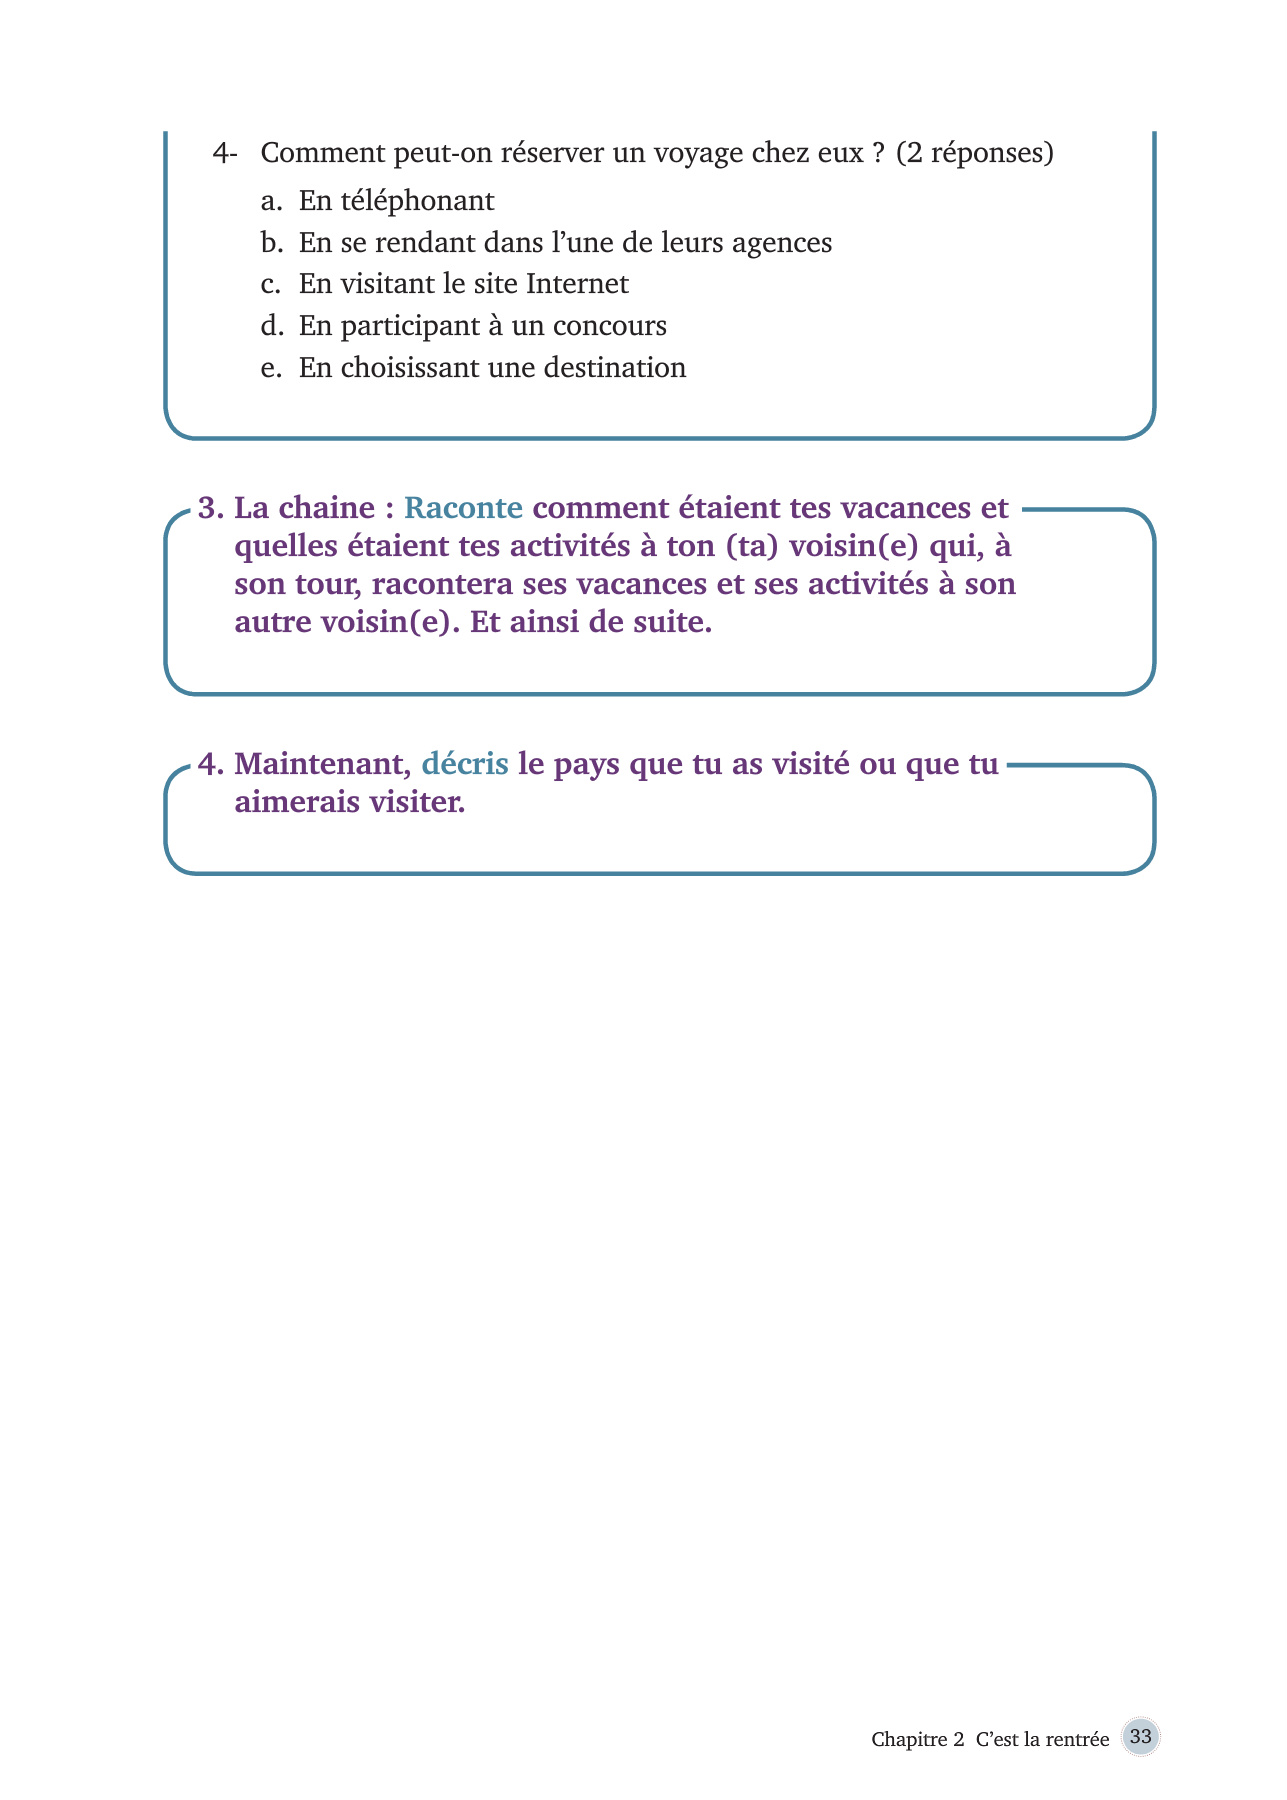 4- Comment peut-on réserver un voyage chez eux ? (2 réponses)
a. En téléphonant
b. En se rendant dans l’une de leurs agences
c. En visitant le site Internet
d. En participant à un concours
e. En choisissant une destination
3. La chaine : Raconte comment étaient tes vacances et
quelles étaient tes activités à ton (ta) voisin(e) qui, à
son tour, racontera ses vacances et ses activités à son
autre voisin(e). Et ainsi de suite.
4. Maintenant, décris le pays que tu as visité ou que tu
aimerais visiter.
Chapitre 2 C’est la rentrée 33